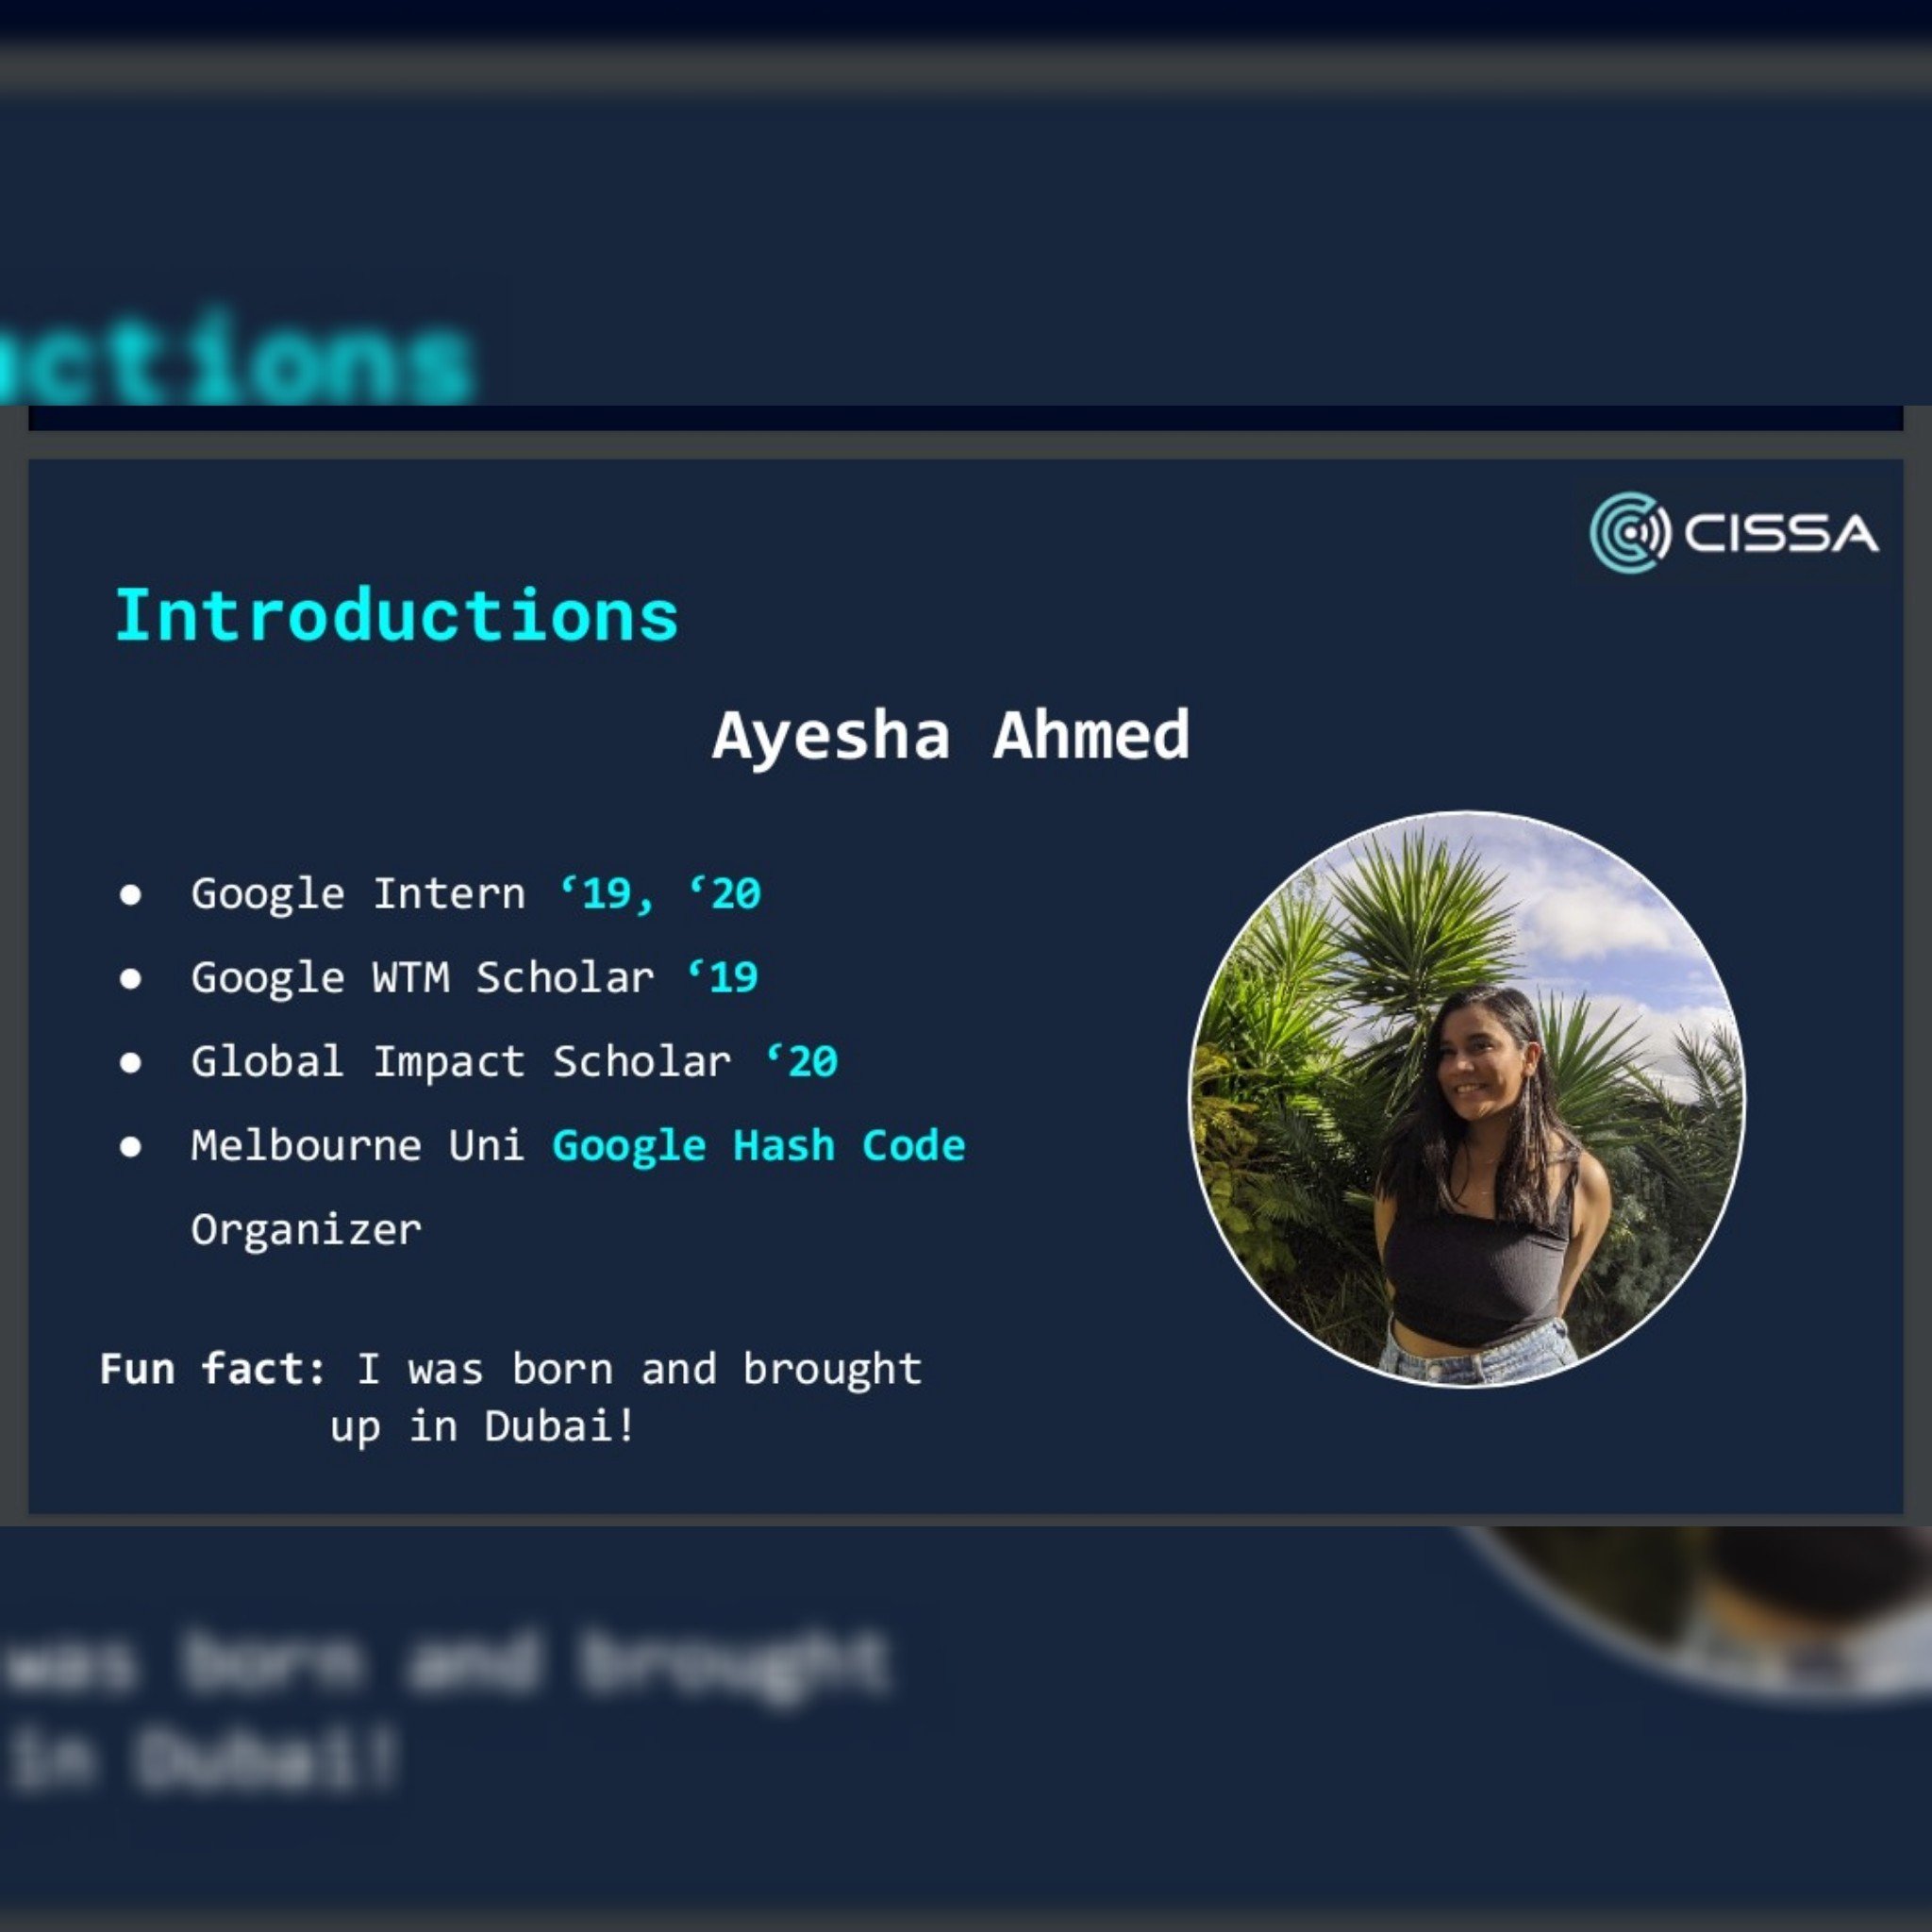 uctions
CISSA
Introductions
Ayesha Ahmed
● Google Intern ‘19, ‘20
● Google WTM Scholar ‘19
● Global Impact Scholar ‘20
● Melbourne Uni Google Hash Code
Organizer
Fun fact: I was born and brought
up in Dubai!
was born and brought
in Dubai!